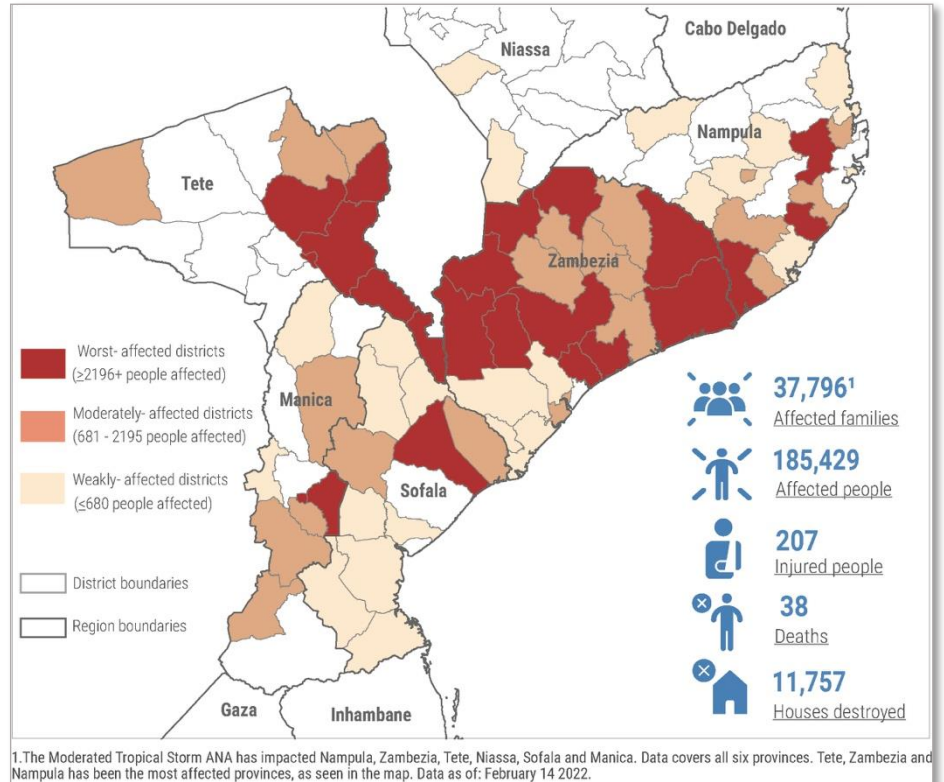 Cabo Delgado
Niassa
Nampula
Tete
Zambezia
Worst- affected districts
(≥2196+ people affected)
Manica
Moderately- affected districts
(681 - 2195 people affected)
Weakly- affected districts
(≤680 people affected)
Sofala
District boundaries
Region boundaries
Gaza
Inhambane
37,796¹
Affected families
185,429
Affected people
207
Injured people
38
Deaths
11,757
Houses destroyed
1.The Moderated Tropical Storm ANA has impacted Nampula, Zambezia, Tete, Niassa, Sofala and Manica. Data covers all six provinces. Tete, Zambezia and
Nampula has been the most affected provinces, as seen in the map. Data as of: February 14 2022.